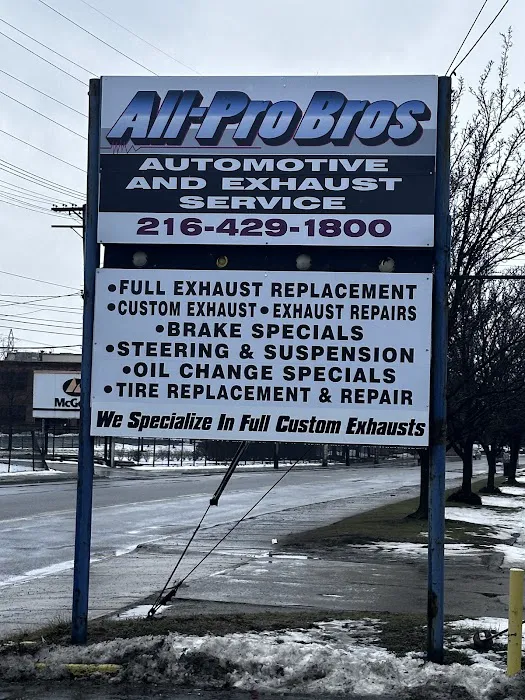 All-Pro Bros
AUTOMOTIVE
AND EXHAUST
SERVICE
216-429-1800
•FULL EXHAUST REPLACEMENT
•CUSTOM EXHAUST •EXHAUST REPAIRS
•BRAKE SPECIALS
•STEERING & SUSPENSION
•OIL CHANGE SPECIALS
•TIRE REPLACEMENT & REPAIR
We Specialize In Full Custom Exhausts